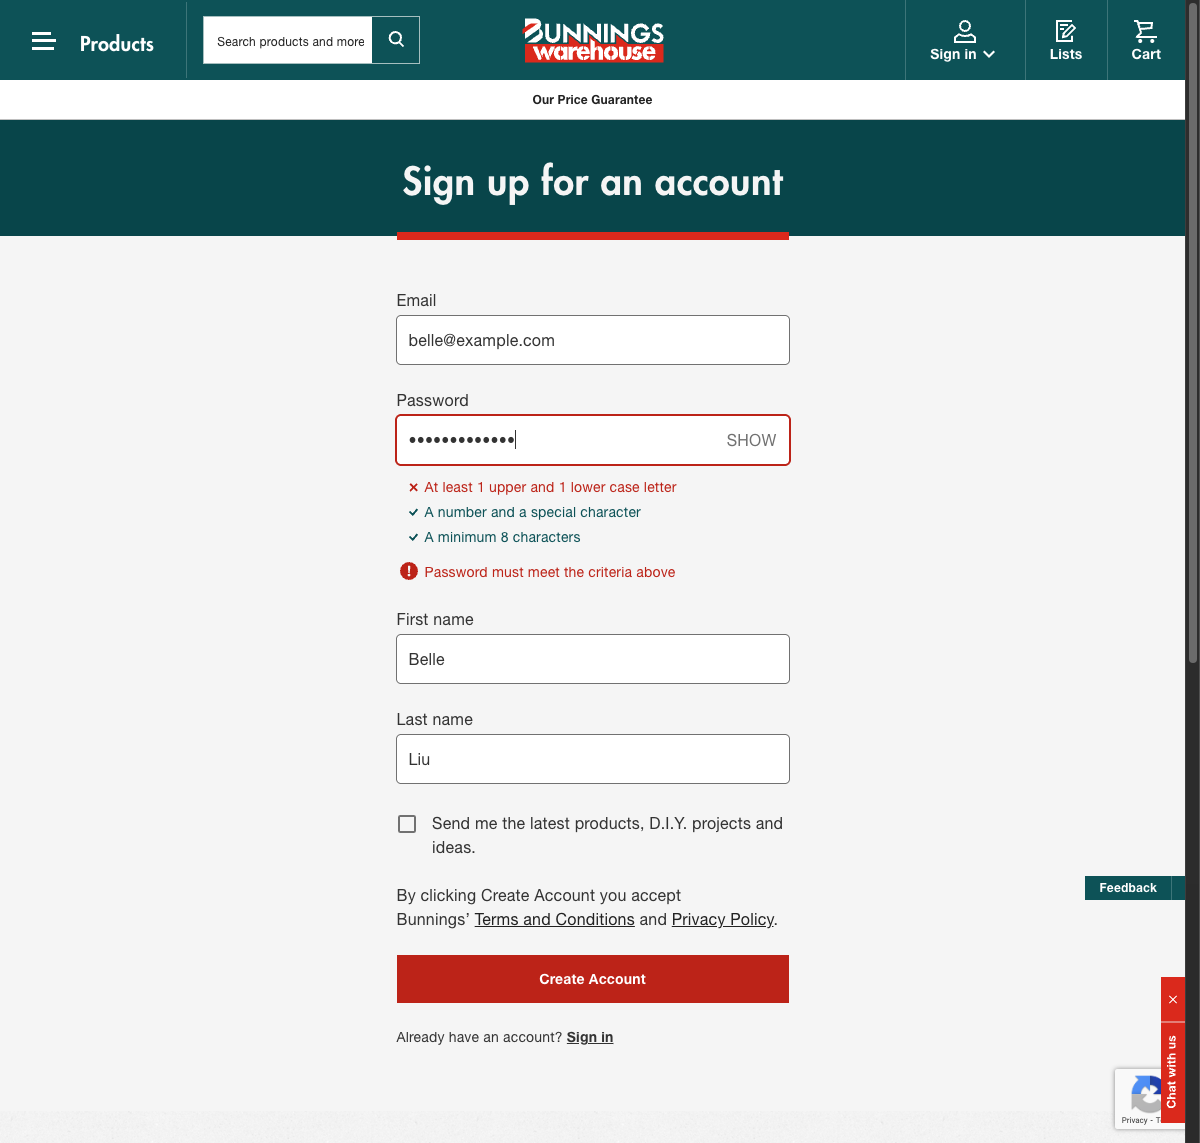 Products
Search products and more
BUNNINGS
warehouse
Sign in
Lists
Cart
Our Price Guarantee
Sign up for an account
Email
belle@example.com
Password
•••••••••••••
SHOW
At least 1 upper and 1 lower case letter
A number and a special character
A minimum 8 characters
Password must meet the criteria above
First name
Belle
Last name
Liu
Send me the latest products, D.I.Y. projects and
ideas.
By clicking Create Account you accept
Bunnings’ Terms and Conditions and Privacy Policy.
Feedback
Create Account
Already have an account? Sign in
Chat with us
Privacy -